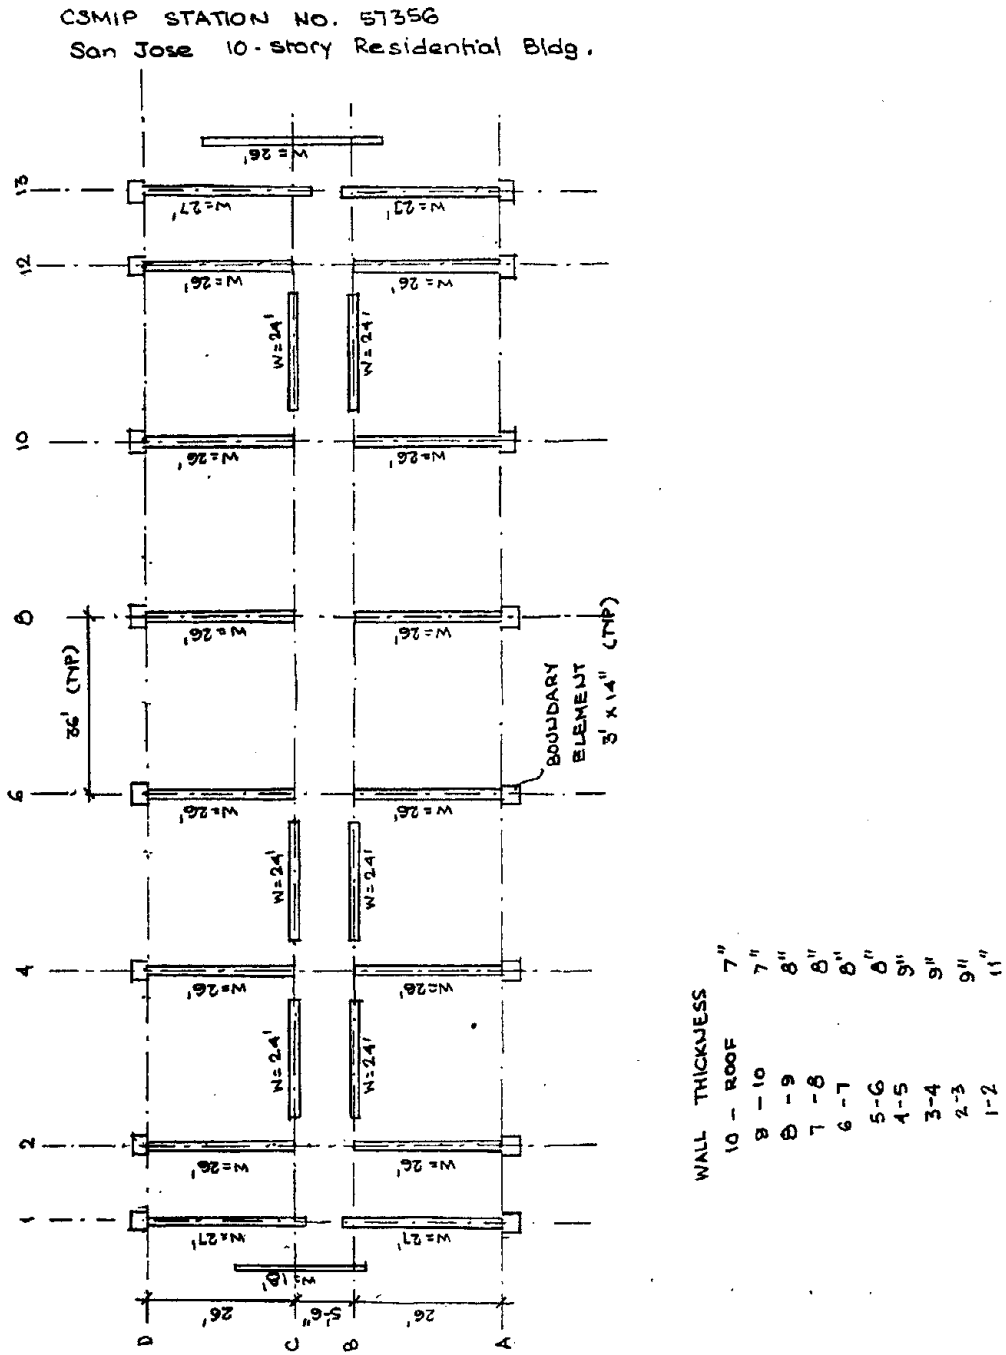 CSMIP STATION NO. 57356
San Jose 10-story Residential Bldg.
W = 26'
13
W=27'
W=27'
12
W=26'
W=26'
W=24'
W=24'
10
W=26'
W=26'
8
W=26'
W=26'
36' (TYP)
BOUNDARY
ELEMENT
3' x 14" (TYP)
6
W=26'
W=26'
W=24'
W=24'
4
W=26'
W=26'
W=24'
W=24'
2
W=26'
W=26'
1
W=27'
W=27'
W=18'
26'
5'-6"
26'
D
C
B
A
WALL THICKNESS
10 - ROOF 7"
9 - 10 7"
8 - 9 8"
7 - 8 8"
6 - 7 8"
5-6 8"
4-5 9"
3-4 9"
2-3 9"
1-2 11"